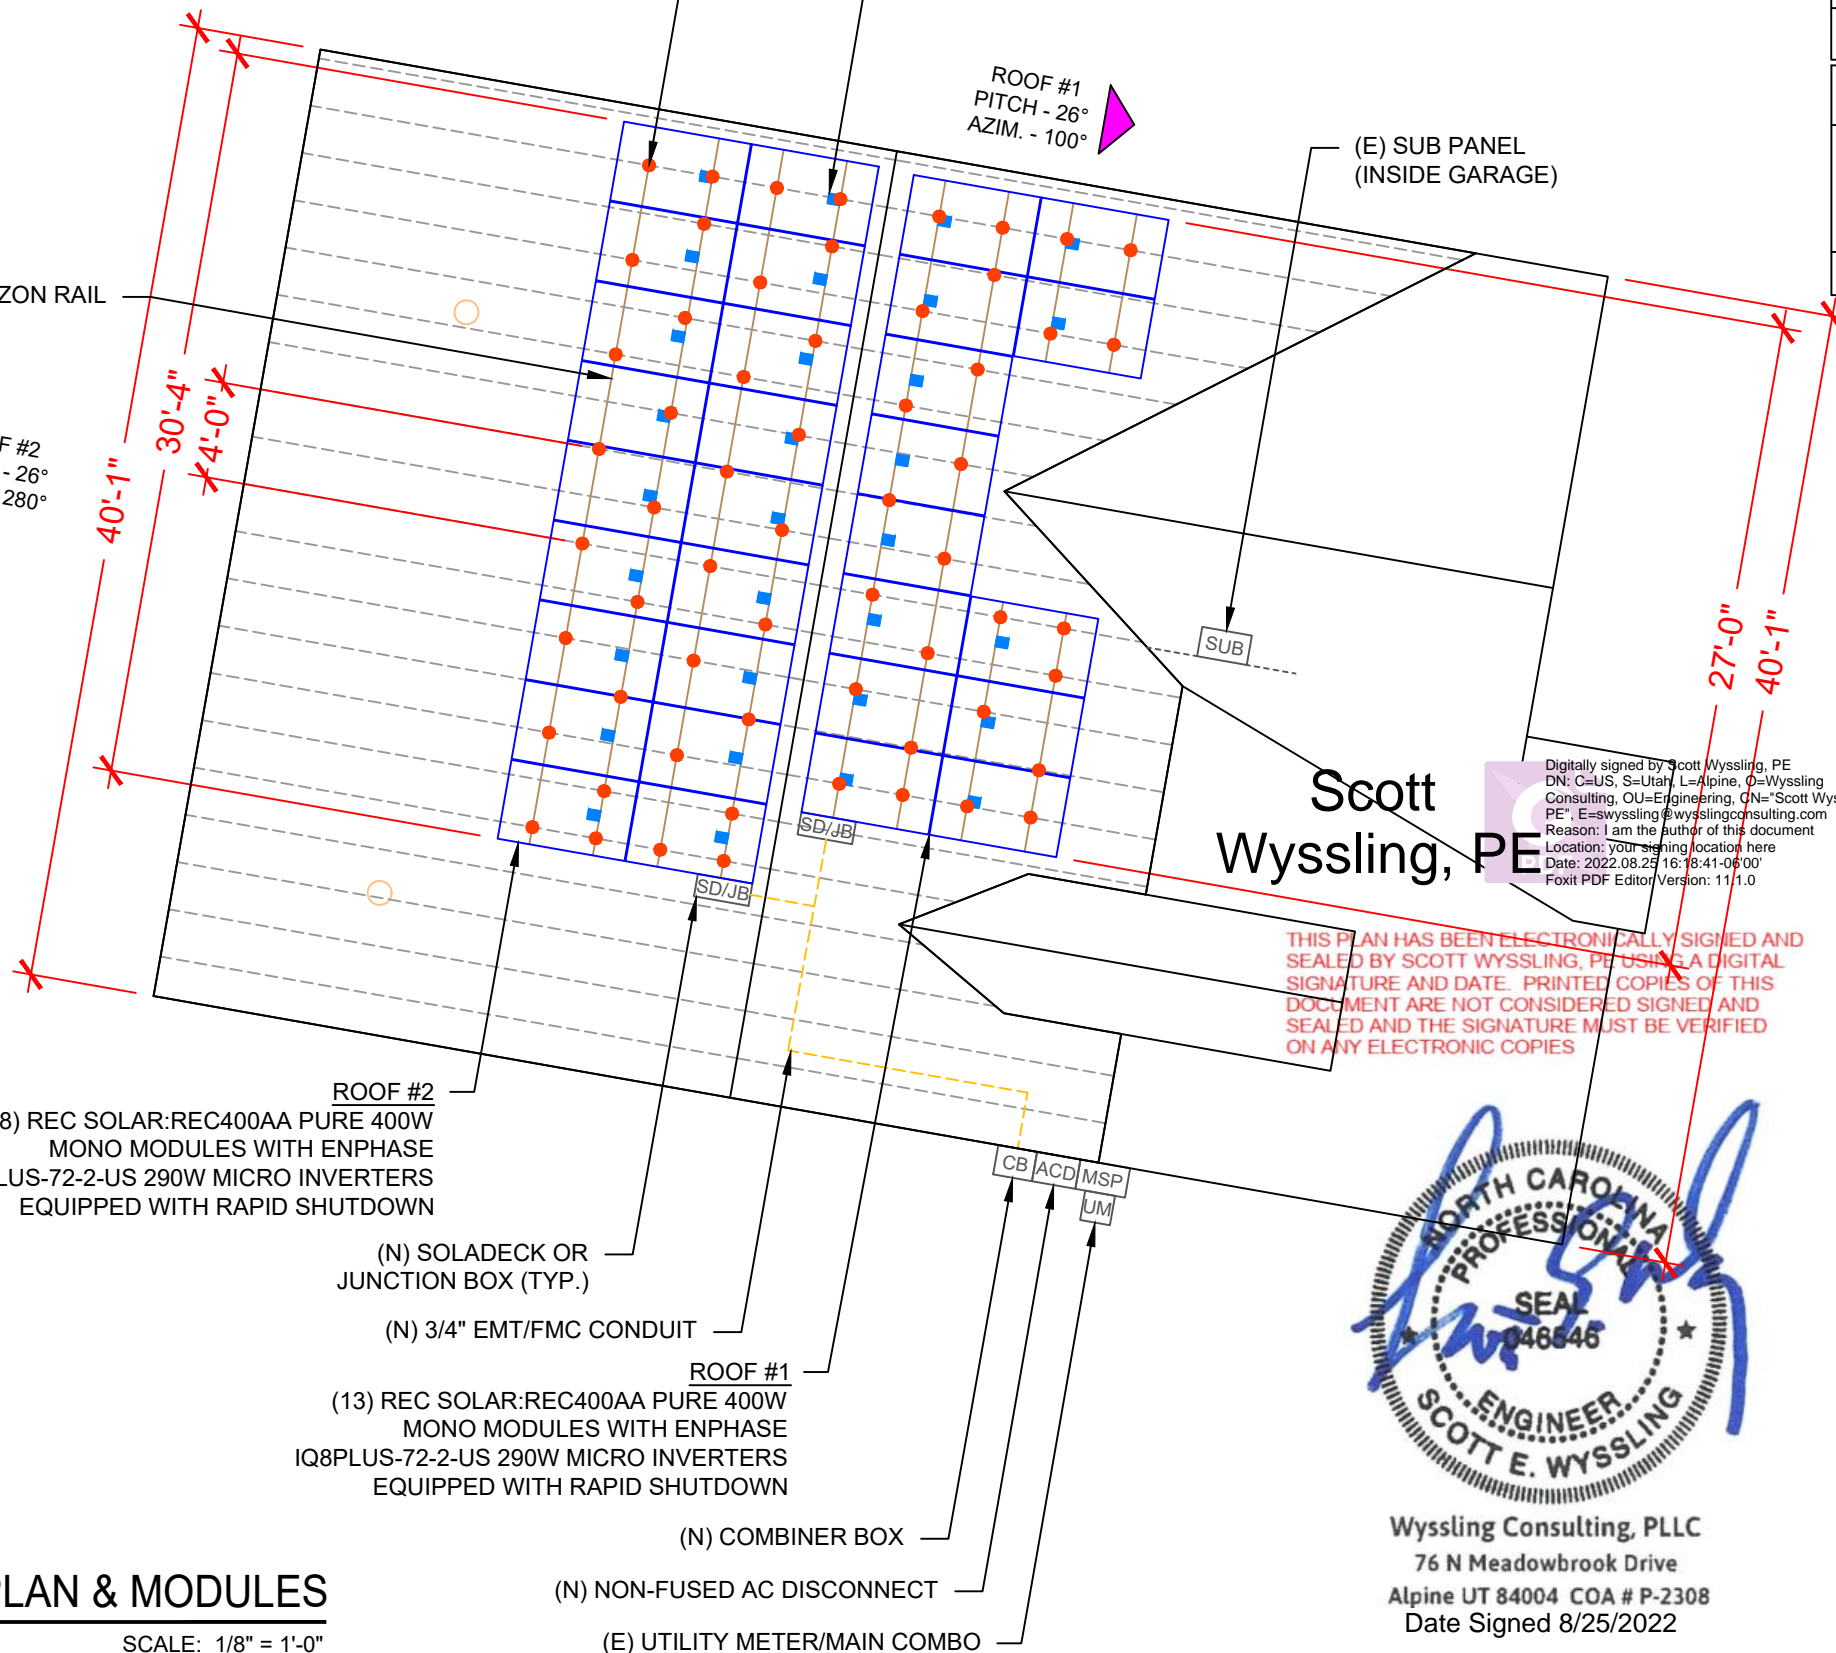 ROOF #1
PITCH - 26°
AZIM. - 100°
(E) SUB PANEL
(INSIDE GARAGE)
ZON RAIL
F #2
- 26°
280°
40'-1"
30'-4"
4'-0"
27'-0"
40'-1"
SUB
SD/JB
SD/JB
Scott
Wyssling, PE
Digitally signed by Scott Wyssling, PE
DN: C=US, S=Utah, L=Alpine, O=Wyssling
Consulting, OU=Engineering, CN="Scott Wys
PE", E=swyssling@wysslingconsulting.com
Reason: I am the author of this document
Location: your signing location here
Date: 2022.08.25 16:18:41-06'00'
Foxit PDF Editor Version: 11.1.0
THIS PLAN HAS BEEN ELECTRONICALLY SIGNED AND
SEALED BY SCOTT WYSSLING, PE USING A DIGITAL
SIGNATURE AND DATE. PRINTED COPIES OF THIS
DOCUMENT ARE NOT CONSIDERED SIGNED AND
SEALED AND THE SIGNATURE MUST BE VERIFIED
ON ANY ELECTRONIC COPIES
ROOF #2
8) REC SOLAR:REC400AA PURE 400W
MONO MODULES WITH ENPHASE
LUS-72-2-US 290W MICRO INVERTERS
EQUIPPED WITH RAPID SHUTDOWN
CB ACD MSP
UM
(N) SOLADECK OR
JUNCTION BOX (TYP.)
(N) 3/4" EMT/FMC CONDUIT
ROOF #1
(13) REC SOLAR:REC400AA PURE 400W
MONO MODULES WITH ENPHASE
IQ8PLUS-72-2-US 290W MICRO INVERTERS
EQUIPPED WITH RAPID SHUTDOWN
(N) COMBINER BOX
(N) NON-FUSED AC DISCONNECT
(E) UTILITY METER/MAIN COMBO
NORTH CAROLINA
PROFESSIONAL
SEAL
046546
ENGINEER
SCOTT E. WYSSLING
Wyssling Consulting, PLLC
76 N Meadowbrook Drive
Alpine UT 84004 COA # P-2308
Date Signed 8/25/2022
PLAN & MODULES
SCALE: 1/8" = 1'-0"